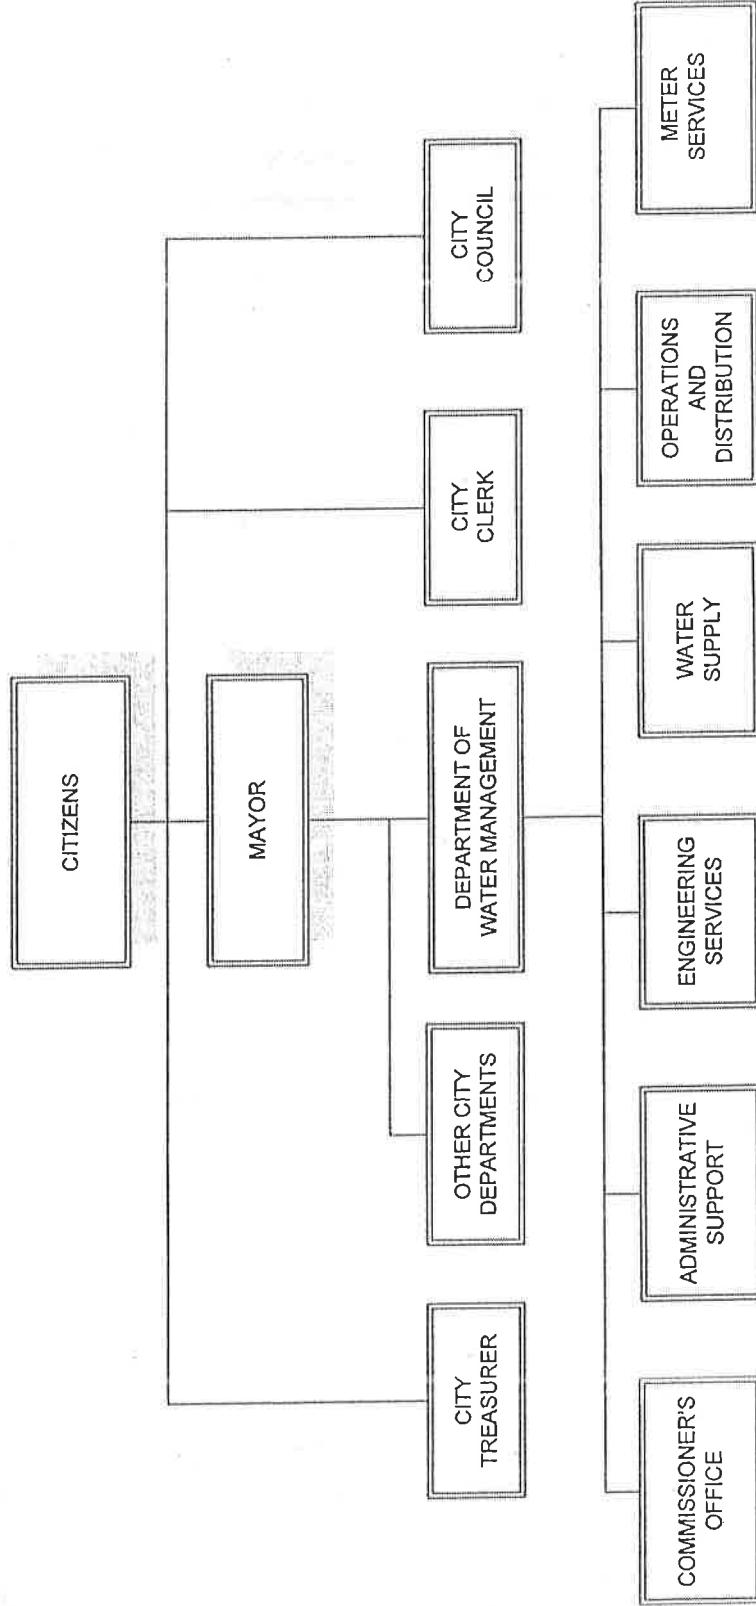 CITIZENS
MAYOR
CITY
TREASURER
OTHER CITY
DEPARTMENTS
DEPARTMENT OF
WATER MANAGEMENT
CITY
CLERK
CITY
COUNCIL
COMMISSIONER'S
OFFICE
ADMINISTRATIVE
SUPPORT
ENGINEERING
SERVICES
WATER
SUPPLY
OPERATIONS
AND
DISTRIBUTION
METER
SERVICES